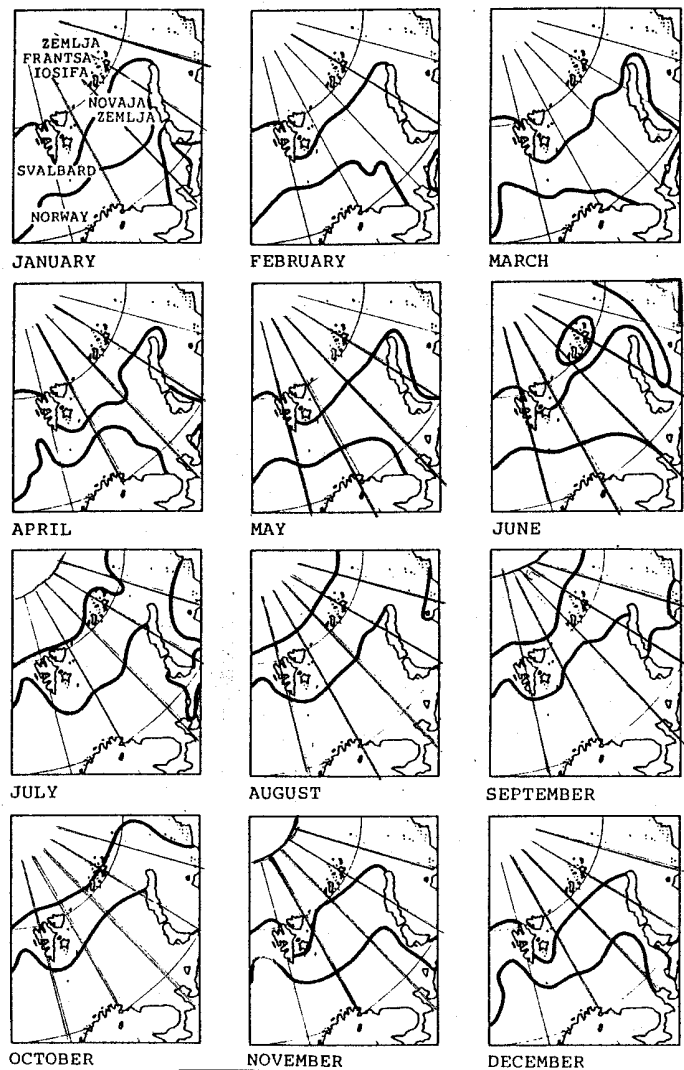 ZEMLJA
FRANTSA
IOSIFA
NOVAJA
ZEMLJA
SVALBARD
NORWAY
JANUARY
FEBRUARY
MARCH
APRIL
MAY
JUNE
JULY
AUGUST
SEPTEMBER
OCTOBER
NOVEMBER
DECEMBER